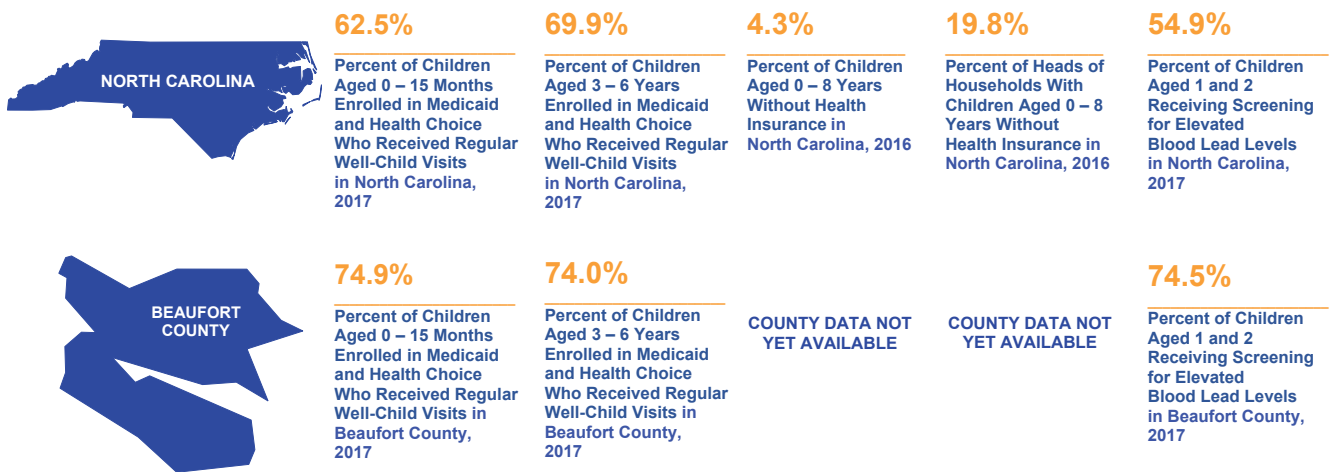 NORTH CAROLINA
62.5%
Percent of Children
Aged 0 – 15 Months
Enrolled in Medicaid
and Health Choice
Who Received Regular
Well-Child Visits
in North Carolina,
2017
69.9%
Percent of Children
Aged 3 – 6 Years
Enrolled in Medicaid
and Health Choice
Who Received Regular
Well-Child Visits
in North Carolina,
2017
4.3%
Percent of Children
Aged 0 – 8 Years
Without Health
Insurance in
North Carolina, 2016
19.8%
Percent of Heads of
Households With
Children Aged 0 – 8
Years Without
Health Insurance in
North Carolina, 2016
54.9%
Percent of Children
Aged 1 and 2
Receiving Screening
for Elevated
Blood Lead Levels
in North Carolina,
2017
BEAUFORT
COUNTY
74.9%
Percent of Children
Aged 0 – 15 Months
Enrolled in Medicaid
and Health Choice
Who Received Regular
Well-Child Visits in
Beaufort County,
2017
74.0%
Percent of Children
Aged 3 – 6 Years
Enrolled in Medicaid
and Health Choice
Who Received Regular
Well-Child Visits in
Beaufort County,
2017
COUNTY DATA NOT
YET AVAILABLE
COUNTY DATA NOT
YET AVAILABLE
74.5%
Percent of Children
Aged 1 and 2
Receiving Screening
for Elevated
Blood Lead Levels
in Beaufort County,
2017